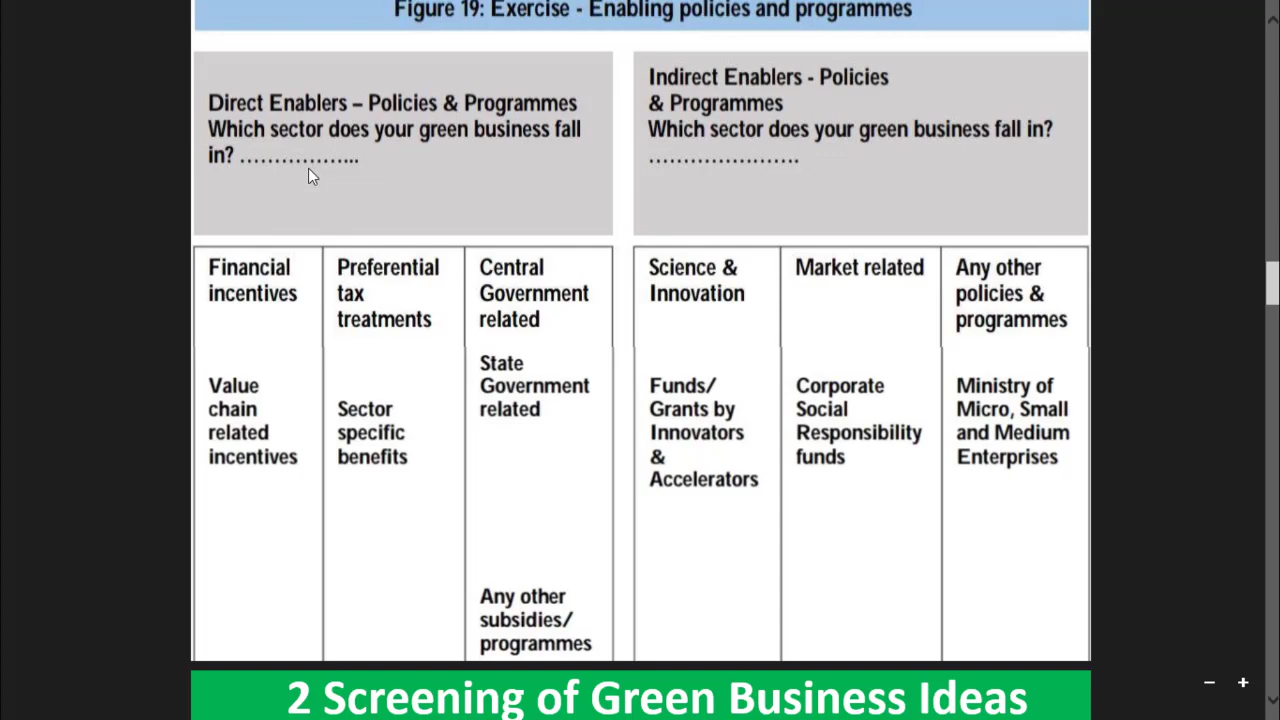 Figure 19: Exercise - Enabling policies and programmes
Direct Enablers – Policies & Programmes
Which sector does your green business fall
in? ………………...
Indirect Enablers - Policies
& Programmes
Which sector does your green business fall in?
………………….
Financial
incentives
Preferential
tax
treatments
Central
Government
related
Science &
Innovation
Market related
Any other
policies &
programmes
Value
chain
related
incentives
Sector
specific
benefits
State
Government
related
Any other
subsidies/
programmes
Funds/
Grants by
Innovators
&
Accelerators
Corporate
Social
Responsibility
funds
Ministry of
Micro, Small
and Medium
Enterprises
2 Screening of Green Business Ideas